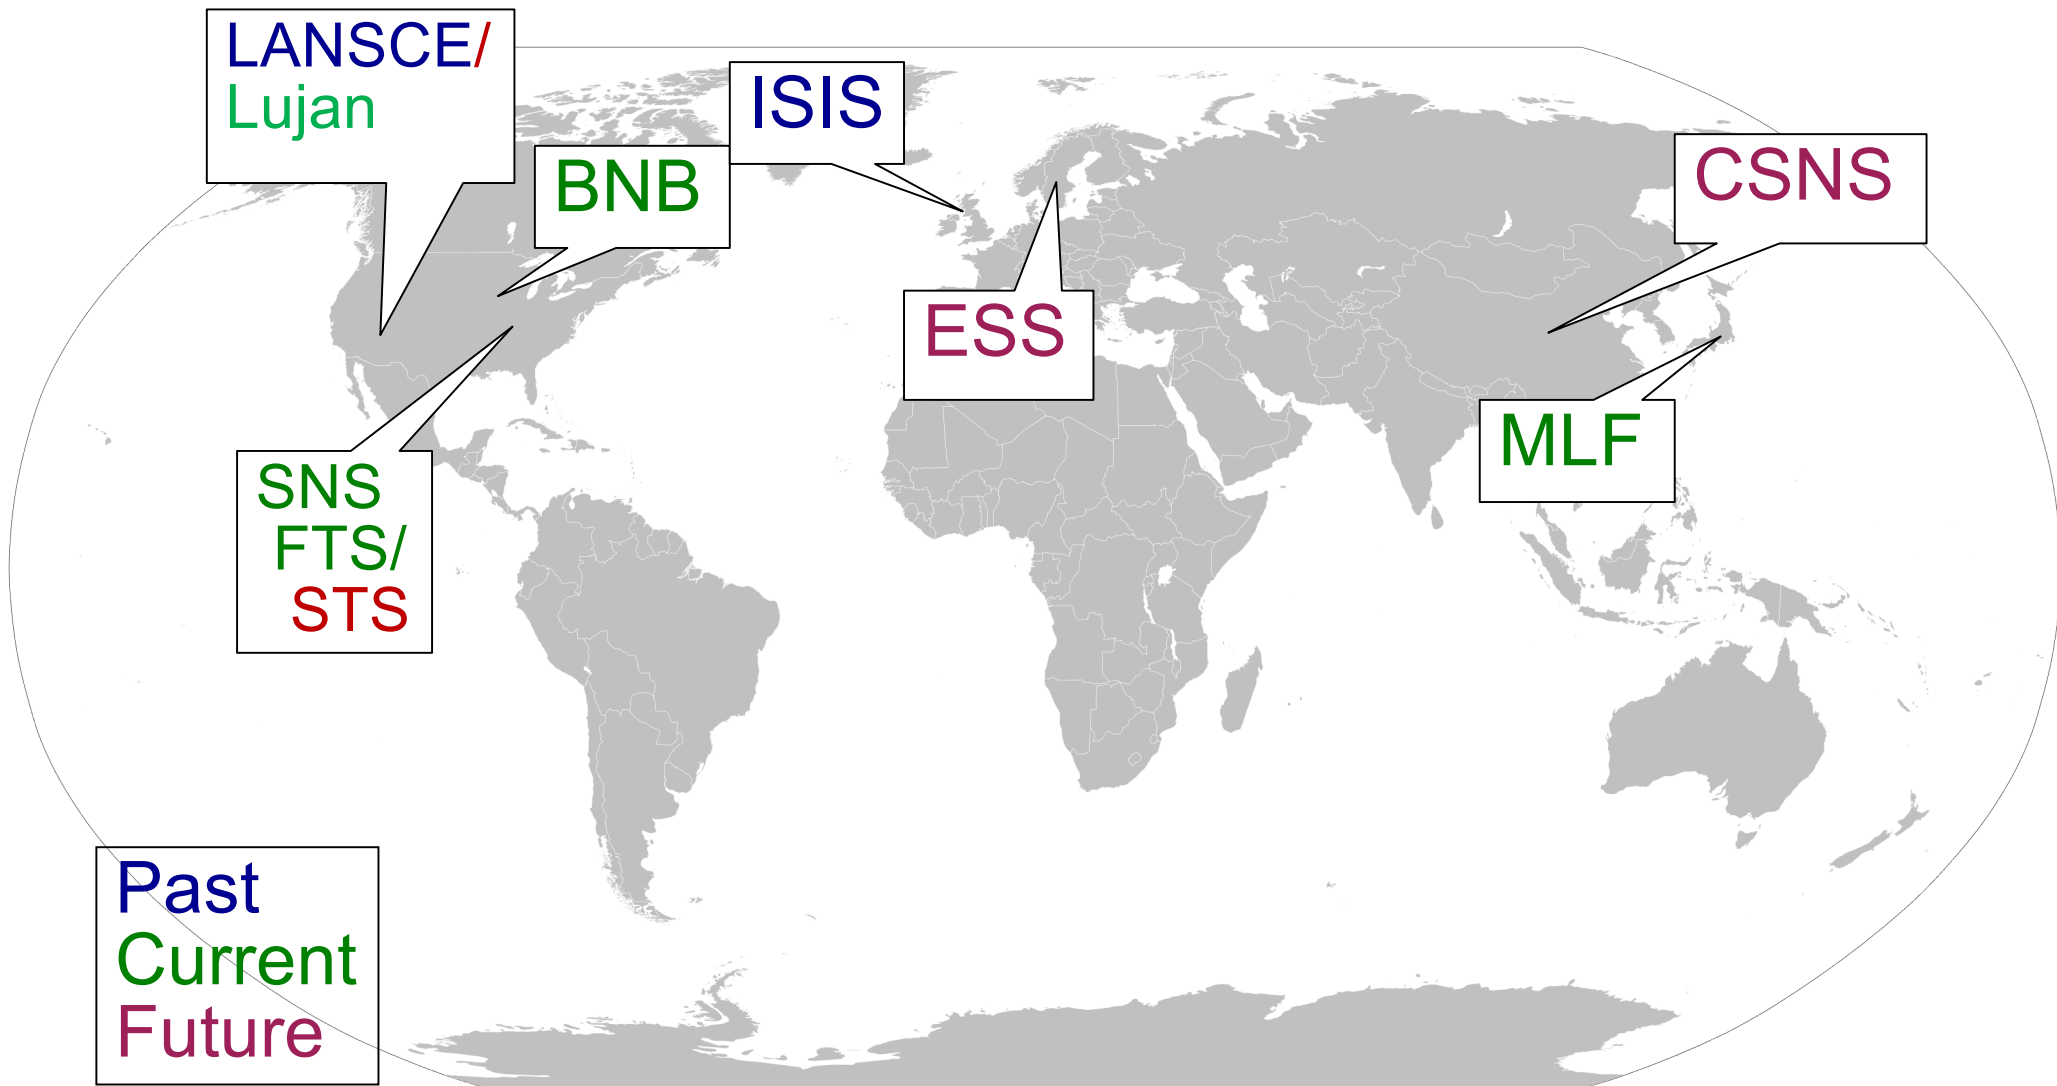 LANSCE/
Lujan
ISIS
BNB
CSNS
ESS
MLF
SNS
FTS/
STS
Past
Current
Future